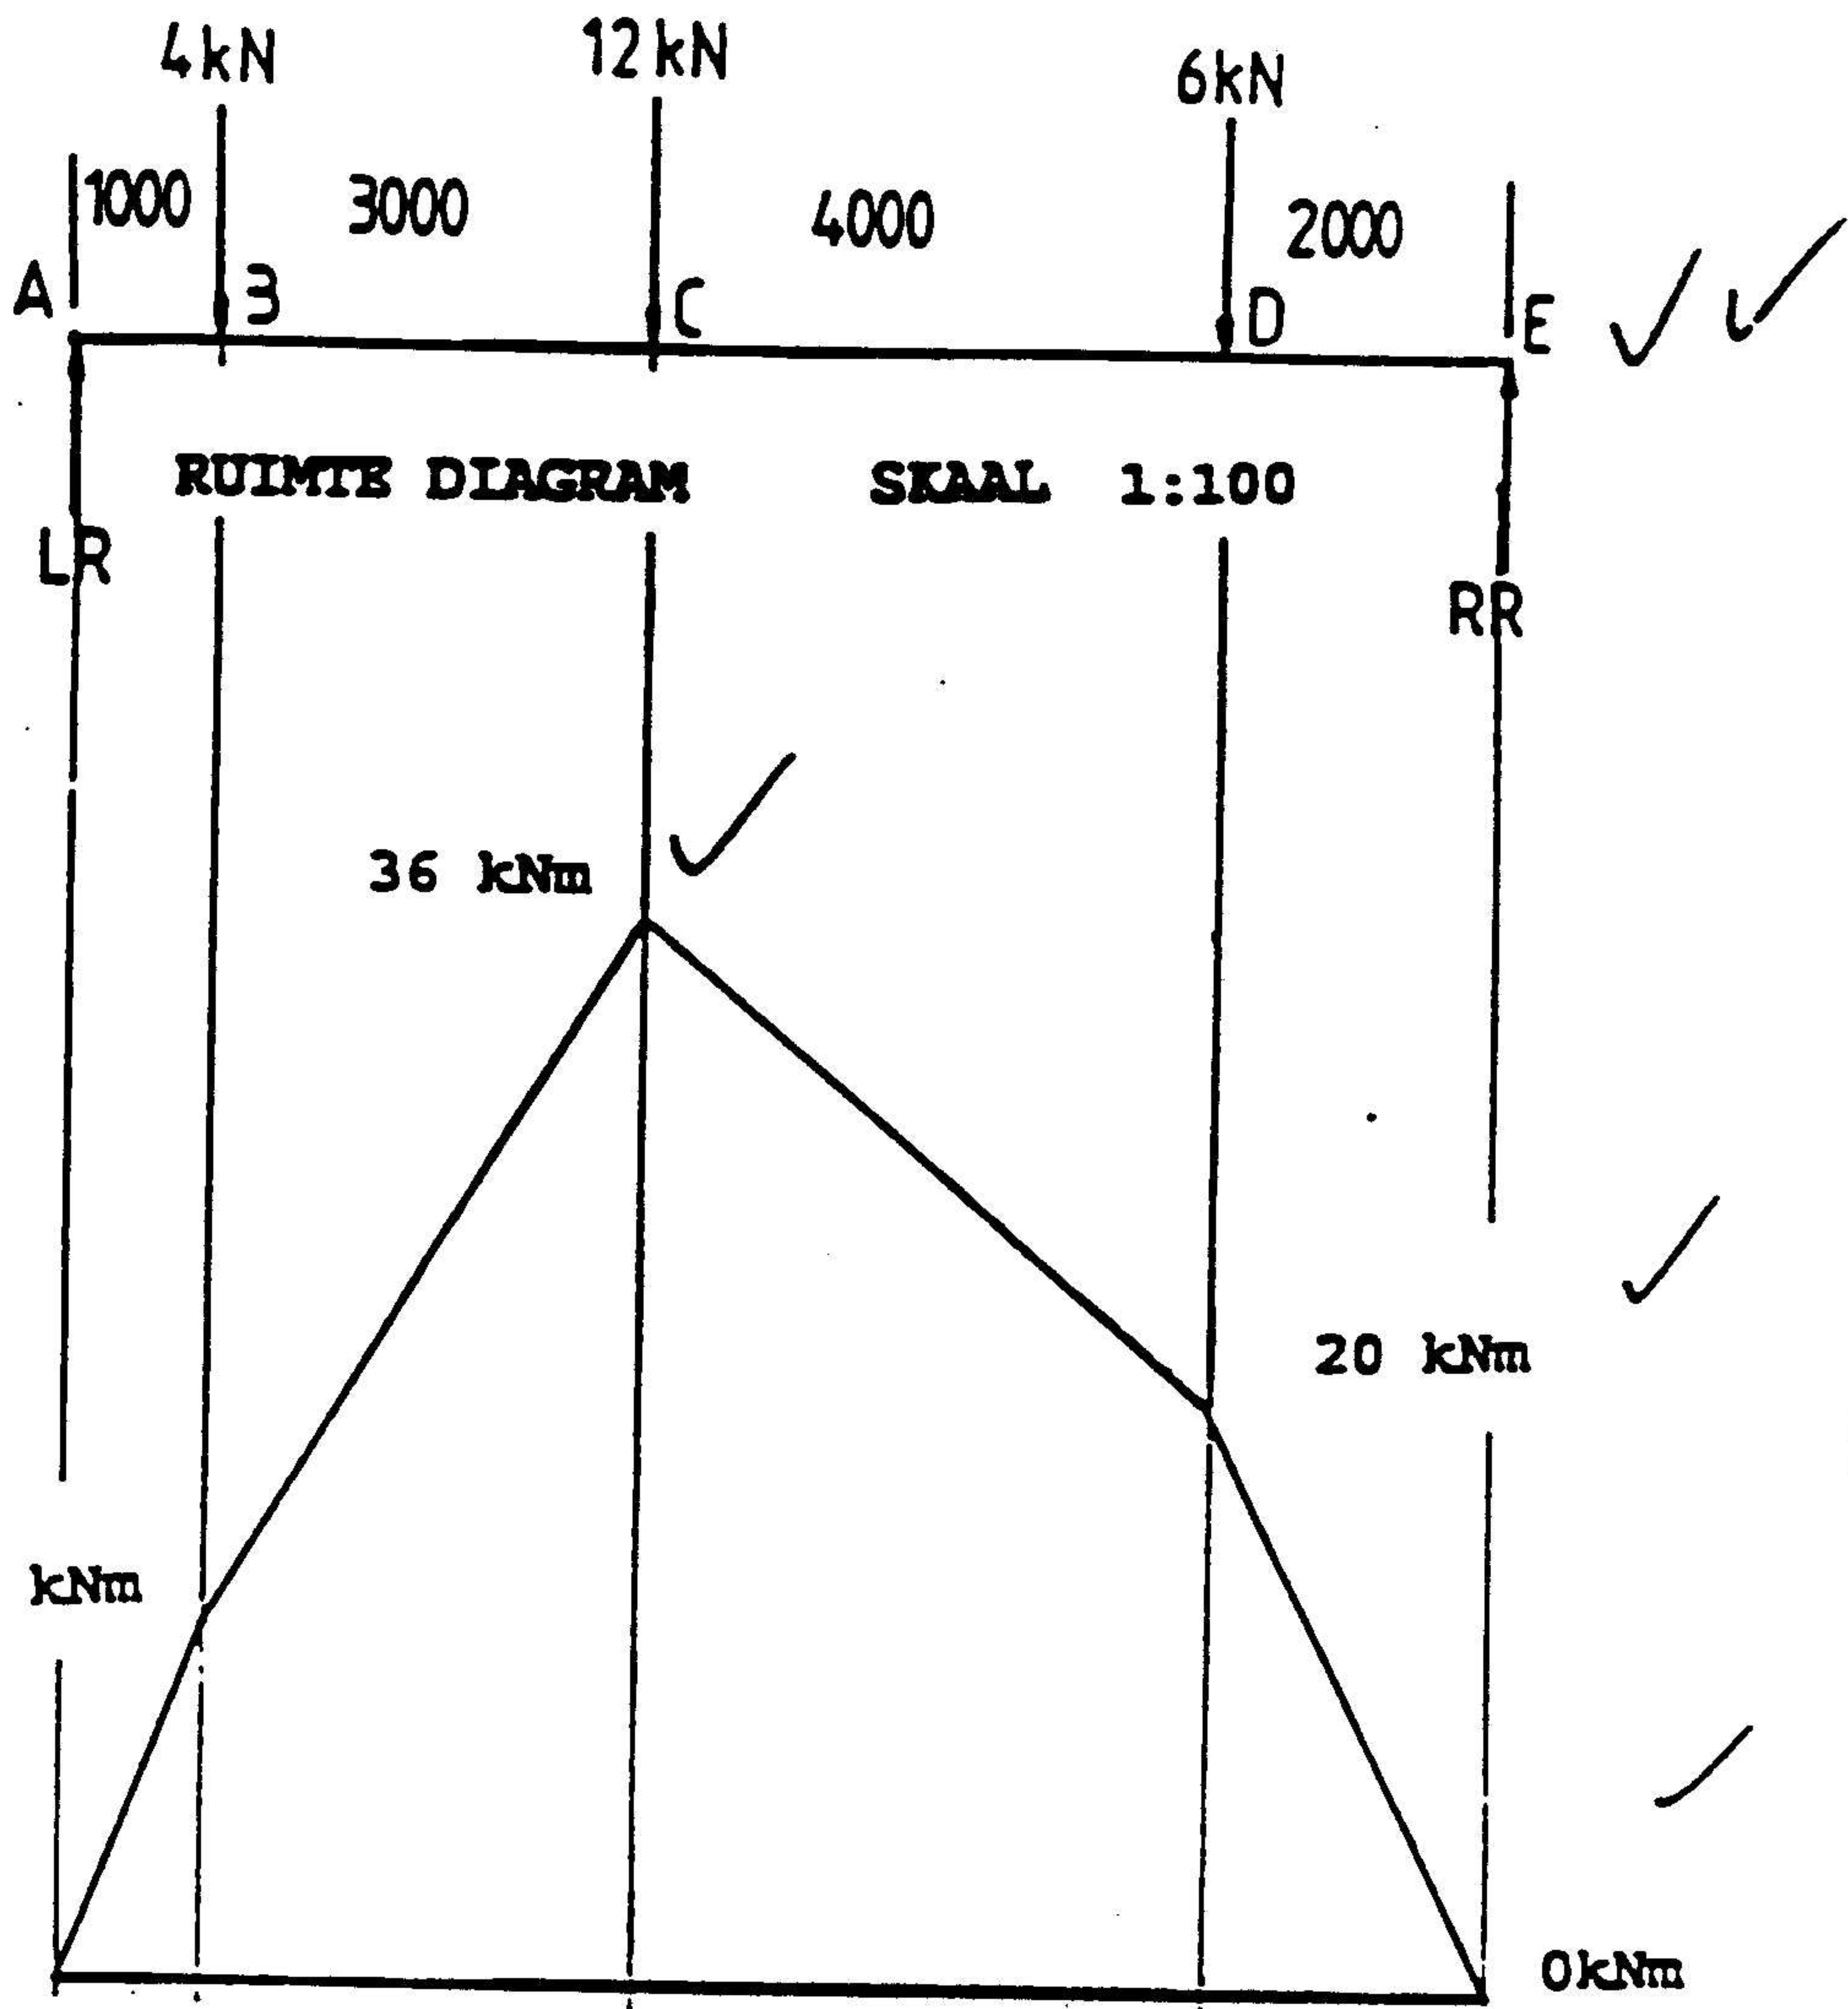 4kN 12kN 6kN
1000 3000 4000 2000
A B C D E
RUIMTE DIAGRAM SKAAL 1:100
LR
RR
36 kNm
20 kNm
kNm
0kNm